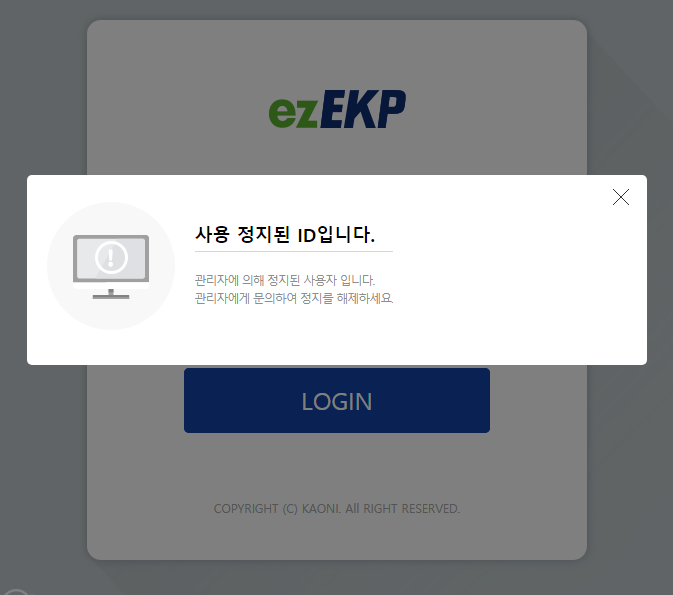 ezEKP
사용 정지된 ID입니다.
관리자에 의해 정지된 사용자 입니다.
관리자에게 문의하여 정지를 해제하세요.
LOGIN
COPYRIGHT (C) KAONI. All RIGHT RESERVED.